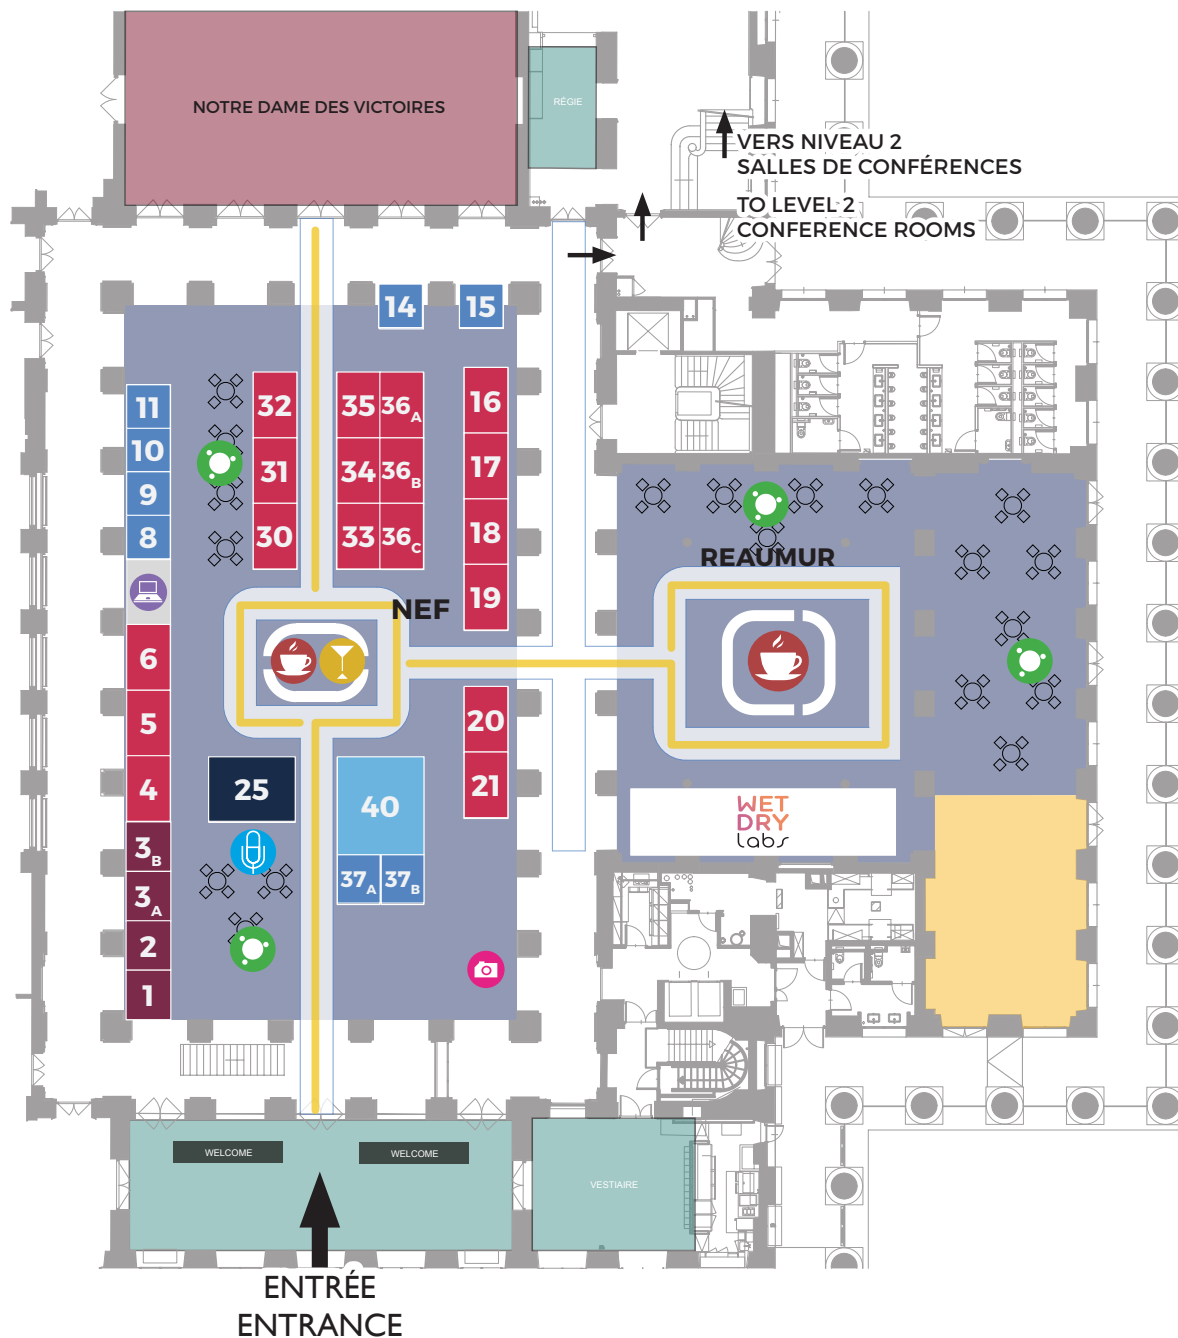 NOTRE DAME DES VICTOIRES
RÉGIE
VERS NIVEAU 2
SALLES DE CONFÉRENCES
TO LEVEL 2
CONFERENCE ROOMS
14
15
11
10
9
8
32
31
30
35
36A
34
36B
33
36C
16
17
18
19
NEF
REAUMUR
6
5
4
3B
3A
2
1
25
40
37A
37B
20
21
WET
DRY
Labs
WELCOME
WELCOME
VESTIAIRE
ENTRÉE
ENTRANCE